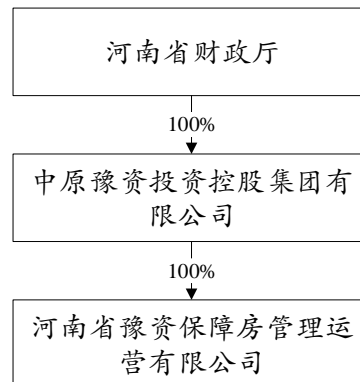 河南省财政厅
100%
中原豫资投资控股集团有
限公司
100%
河南省豫资保障房管理运
营有限公司